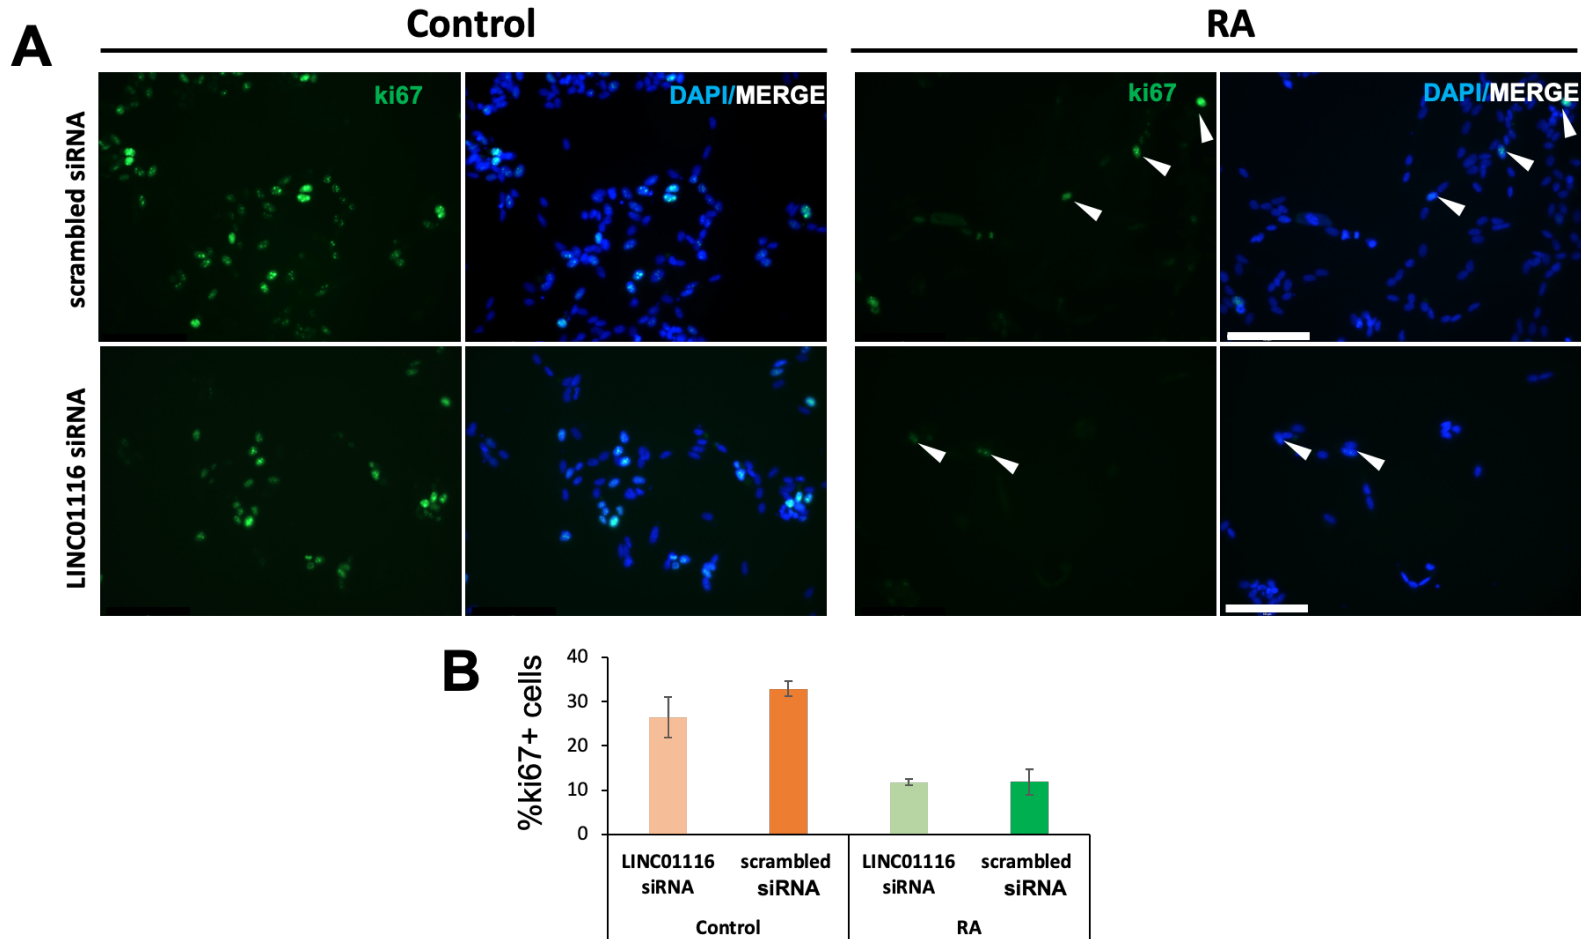 A
Control
RA
scrambled siRNA
ki67
DAPI/MERGE
ki67
DAPI/MERGE
LINC01116 siRNA
B
%ki67+ cells
40
30
20
10
0
LINC01116
siRNA
scrambled
siRNA
LINC01116
siRNA
scrambled
siRNA
Control
RA